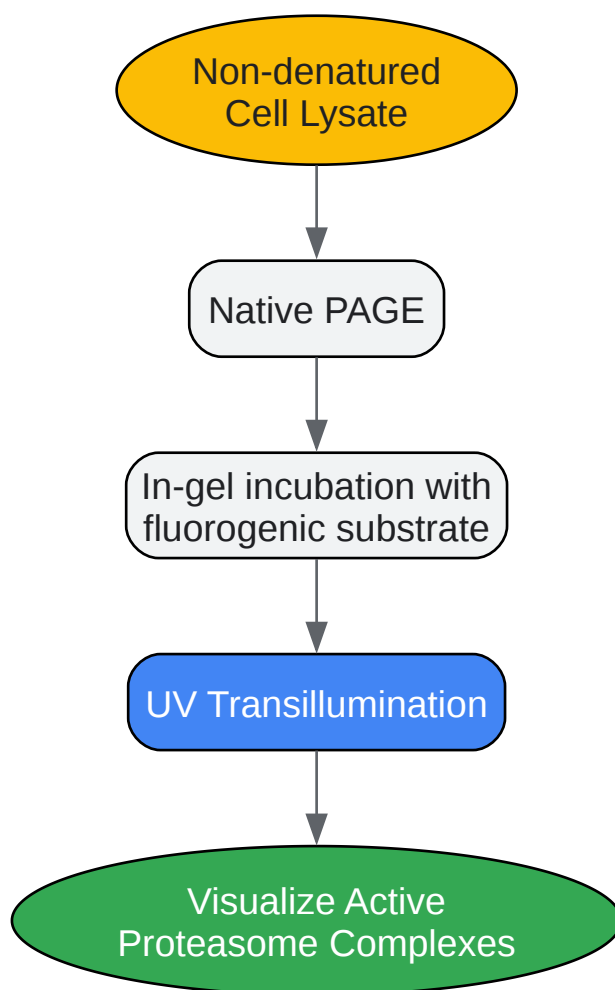 Non-denatured
Cell Lysate
Native PAGE
In-gel incubation with
fluorogenic substrate
UV Transillumination
Visualize Active
Proteasome Complexes